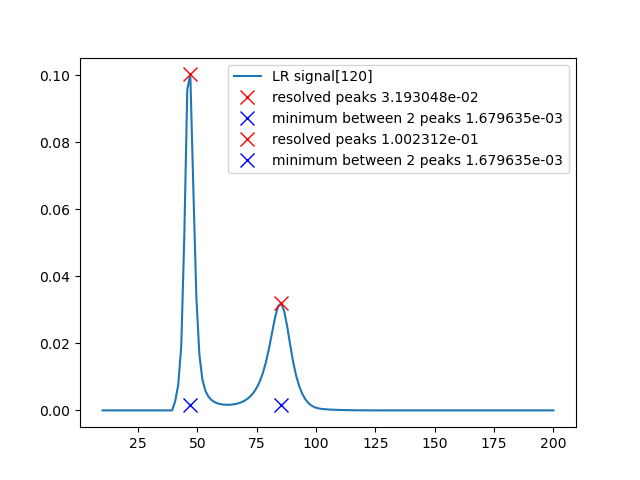 LR signal[120]
resolved peaks 3.193048e-02
minimum between 2 peaks 1.679635e-03
resolved peaks 1.002312e-01
minimum between 2 peaks 1.679635e-03
0.10
0.08
0.06
0.04
0.02
0.00
25 50 75 100 125 150 175 200